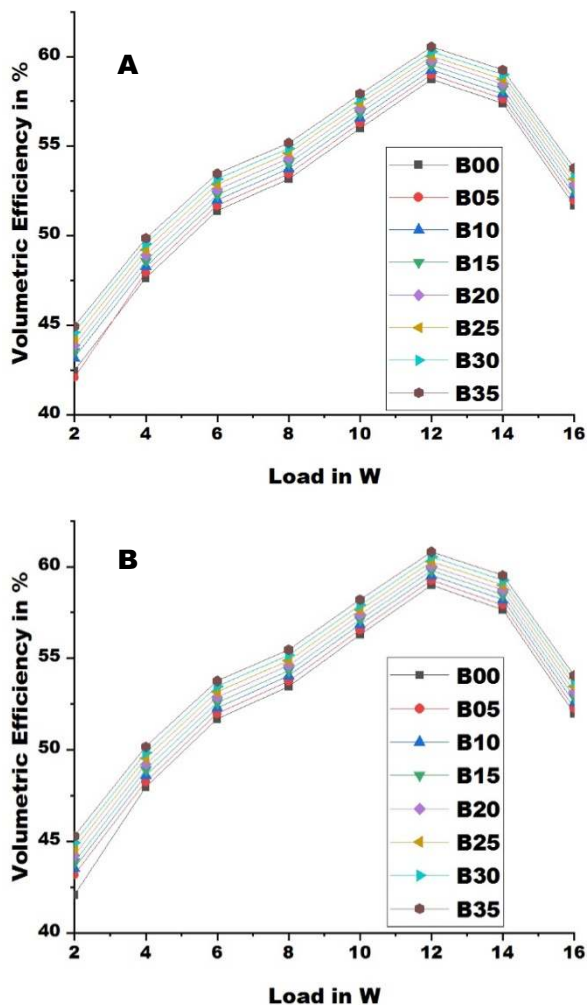 A
Volumetric Efficiency in %
60
55
50
45
40
B00
B05
B10
B15
B20
B25
B30
B35
2 4 6 8 10 12 14 16
Load in W
B
Volumetric Efficiency in %
60
55
50
45
40
B00
B05
B10
B15
B20
B25
B30
B35
2 4 6 8 10 12 14 16
Load in W